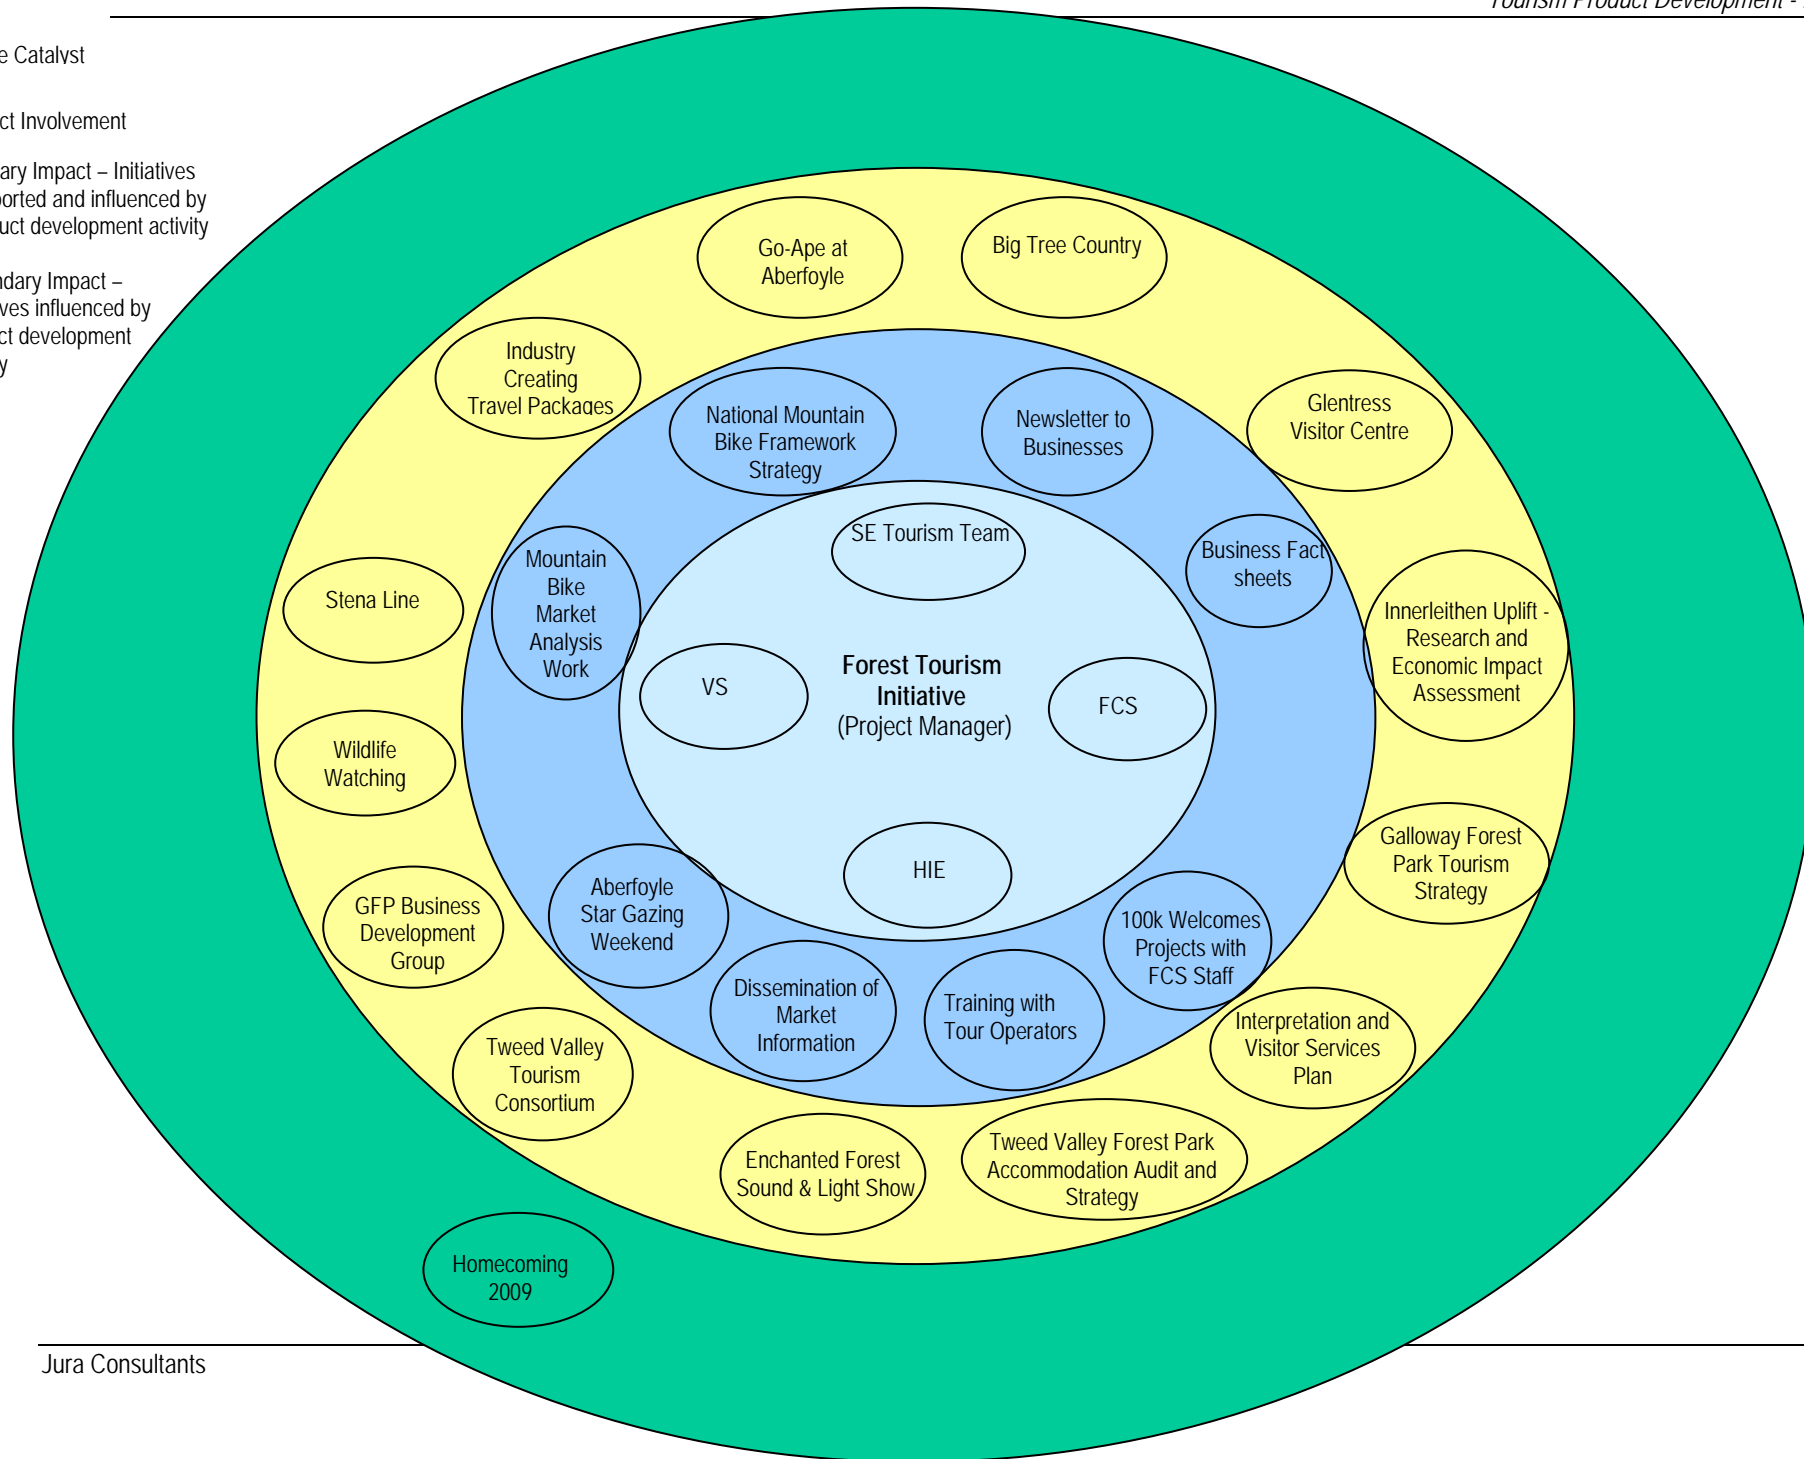 Tourism Product Development -
e Catalyst
ct Involvement
ary Impact – Initiatives
ported and influenced by
uct development activity
ndary Impact –
ves influenced by
ct development
y
Go-Ape at
Aberfoyle
Big Tree Country
Industry
Creating
Travel Packages
National Mountain
Bike Framework
Strategy
Newsletter to
Businesses
Glentress
Visitor Centre
SE Tourism Team
Mountain
Bike
Market
Analysis
Work
Business Fact
sheets
Stena Line
Innerleithen Uplift -
Research and
Economic Impact
Assessment
VS
Forest Tourism
Initiative
(Project Manager)
FCS
Wildlife
Watching
HIE
Galloway Forest
Park Tourism
Strategy
GFP Business
Development
Group
Aberfoyle
Star Gazing
Weekend
100k Welcomes
Projects with
FCS Staff
Dissemination of
Market
Information
Training with
Tour Operators
Interpretation and
Visitor Services
Plan
Tweed Valley
Tourism
Consortium
Enchanted Forest
Sound & Light Show
Tweed Valley Forest Park
Accommodation Audit and
Strategy
Homecoming
2009
Jura Consultants